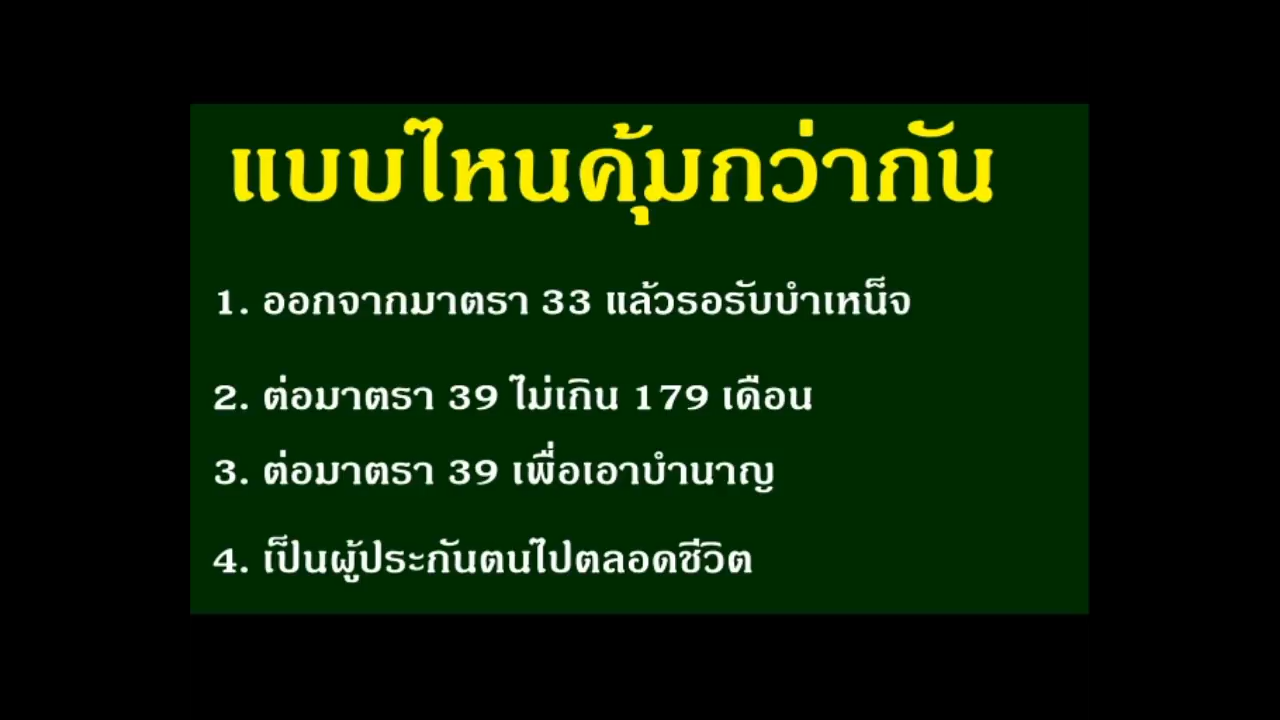 แบบไหนคุ้มกว่ากัน
1. ออกจากมาตรา 33 แล้วรอรับบำเหน็จ
2. ต่อมาตรา 39 ไม่เกิน 179 เดือน
3. ต่อมาตรา 39 เพื่อเอาบำนาญ
4. เป็นผู้ประกันตนไปตลอดชีวิต